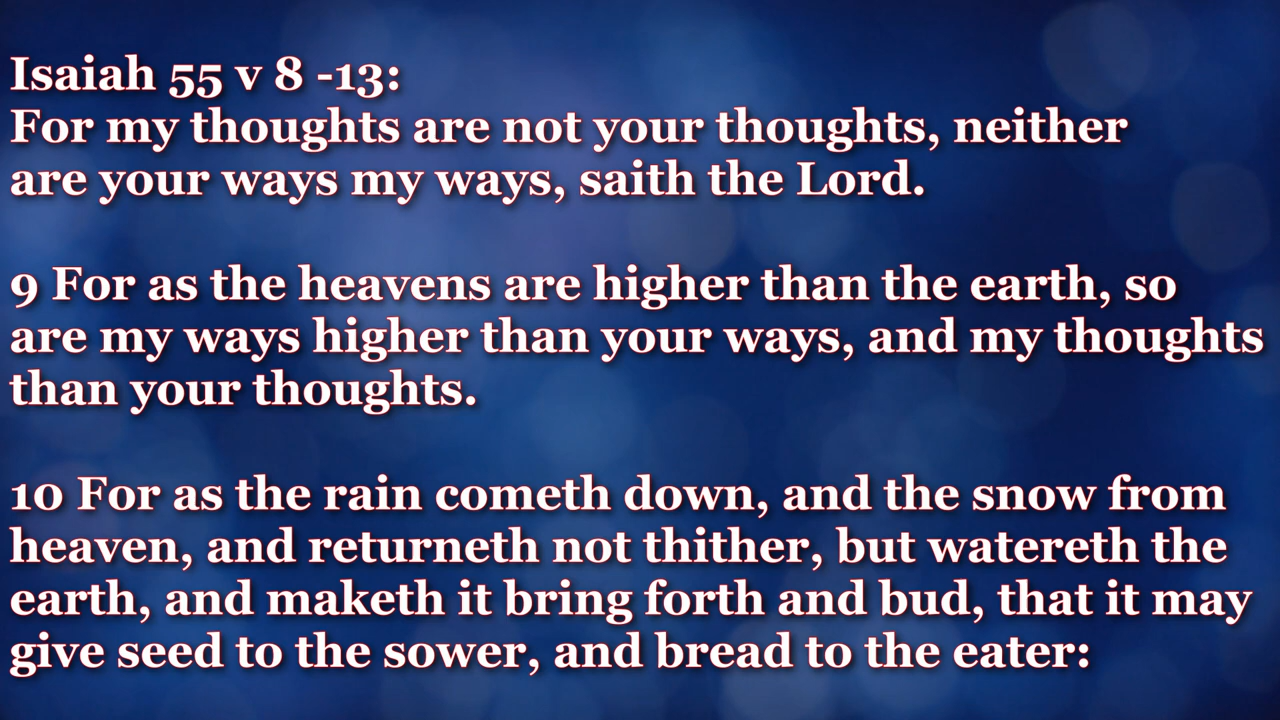 Isaiah 55 v 8 -13:
For my thoughts are not your thoughts, neither
are your ways my ways, saith the Lord.
9 For as the heavens are higher than the earth, so
are my ways higher than your ways, and my thoughts
than your thoughts.
10 For as the rain cometh down, and the snow from
heaven, and returneth not thither, but watereth the
earth, and maketh it bring forth and bud, that it may
give seed to the sower, and bread to the eater: